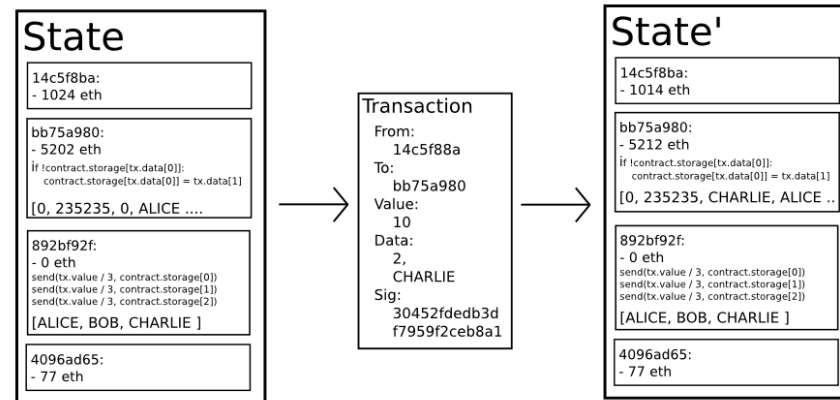 State
14c5f8ba:
- 1024 eth
bb75a980:
- 5202 eth
if !contract.storage[tx.data[0]]:
contract.storage[tx.data[0]] = tx.data[1]
[0, 235235, 0, ALICE ....
892bf92f:
- 0 eth
send(tx.value / 3, contract.storage[0])
send(tx.value / 3, contract.storage[1])
send(tx.value / 3, contract.storage[2])
[ALICE, BOB, CHARLIE ]
4096ad65:
- 77 eth
Transaction
From:
14c5f88a
To:
bb75a980
Value:
10
Data:
2,
CHARLIE
Sig:
30452fdedb3d
f7959f2ceb8a1
State'
14c5f8ba:
- 1014 eth
bb75a980:
- 5212 eth
if !contract.storage[tx.data[0]]:
contract.storage[tx.data[0]] = tx.data[1]
[0, 235235, CHARLIE, ALICE ..
892bf92f:
- 0 eth
send(tx.value / 3, contract.storage[0])
send(tx.value / 3, contract.storage[1])
send(tx.value / 3, contract.storage[2])
[ALICE, BOB, CHARLIE ]
4096ad65:
- 77 eth